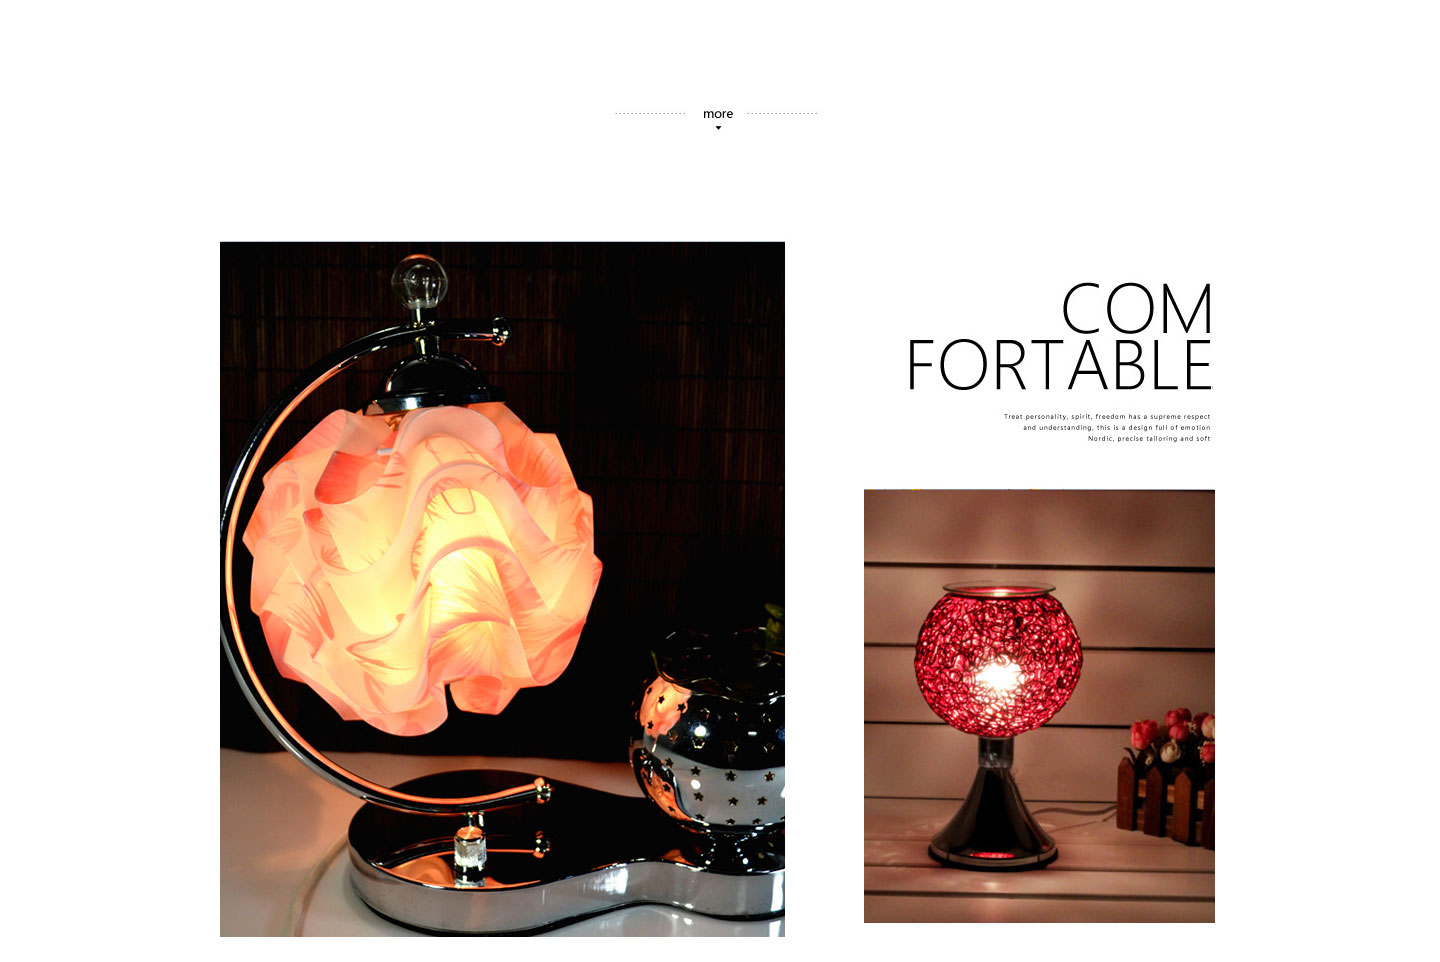 more
COM
FORTABLE
Treat personality, spirit, freedom has a supreme respect
and understanding, this is a design full of emotion
Nordic, precise tailoring and soft